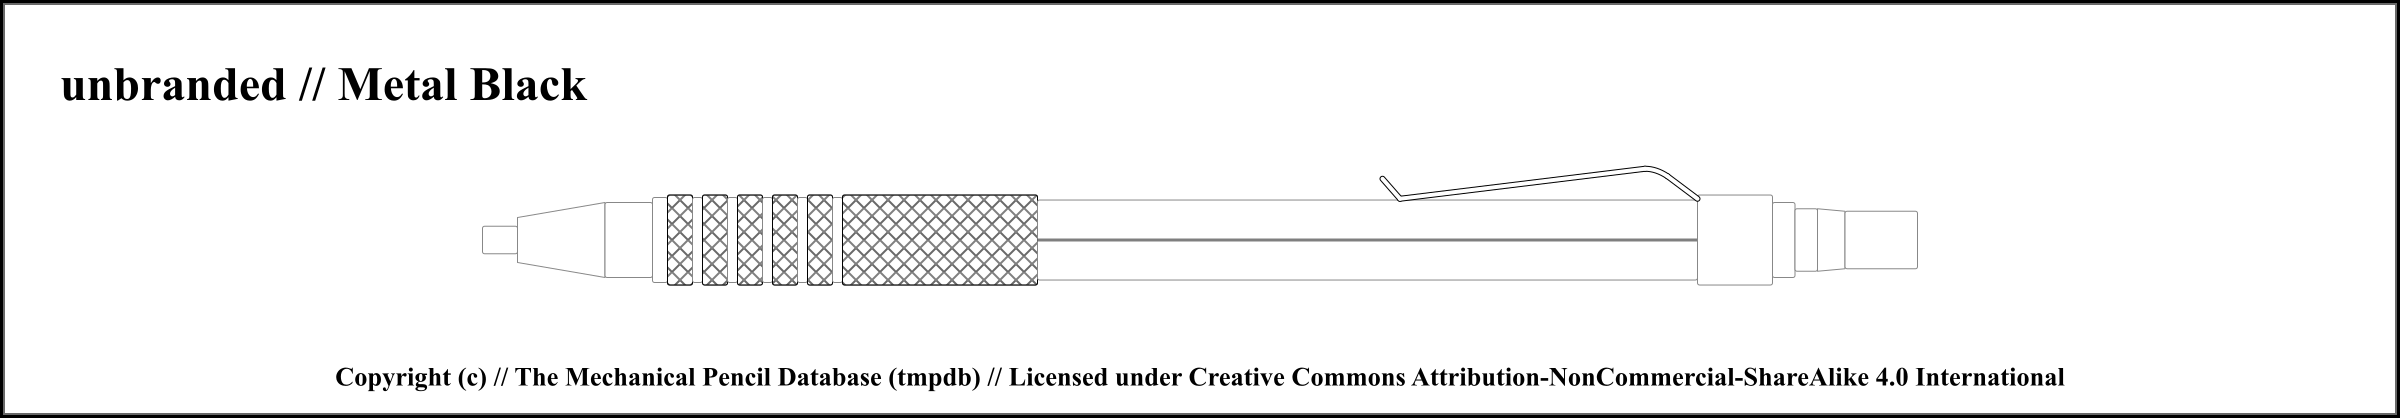 unbranded // Metal Black
Copyright (c) // The Mechanical Pencil Database (tmpdb) // Licensed under Creative Commons Attribution-NonCommercial-ShareAlike 4.0 International